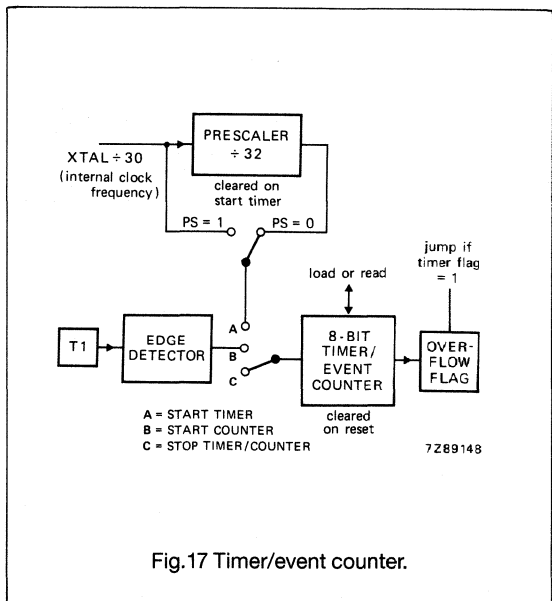 PRESCALER
÷ 32
XTAL ÷ 30
(internal clock
frequency)
cleared on
start timer
PS = 1
PS = 0
jump if
timer flag
= 1
load or read
T1
EDGE
DETECTOR
A
B
C
8-BIT
TIMER/
EVENT
COUNTER
OVER-
FLOW
FLAG
cleared
on reset
A = START TIMER
B = START COUNTER
C = STOP TIMER/COUNTER
7Z89148
Fig.17 Timer/event counter.